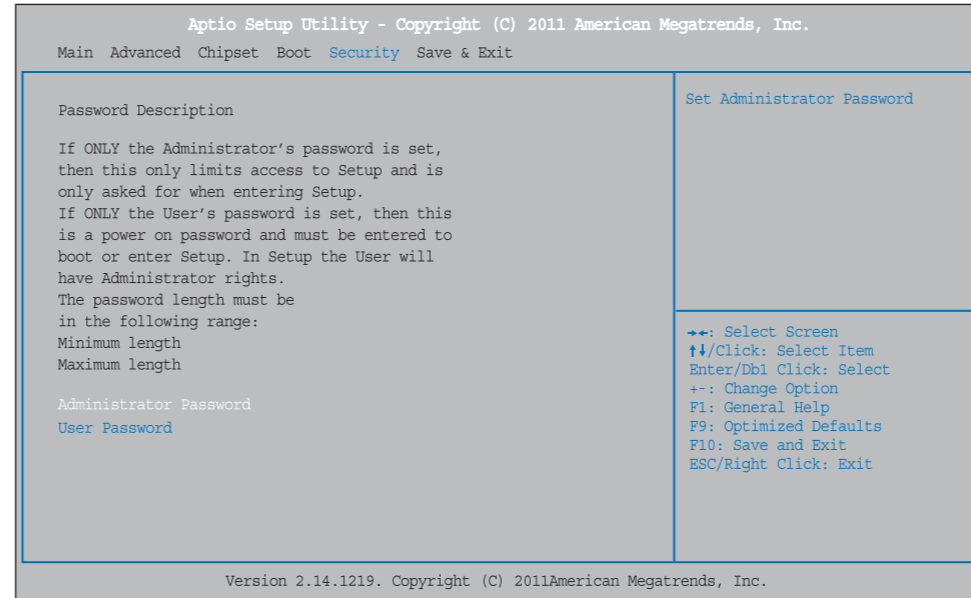 Aptio Setup Utility - Copyright (C) 2011 American Megatrends, Inc.
Main Advanced Chipset Boot Security Save & Exit
Password Description
If ONLY the Administrator's password is set,
then this only limits access to Setup and is
only asked for when entering Setup.
If ONLY the User's password is set, then this
is a power on password and must be entered to
boot or enter Setup. In Setup the User will
have Administrator rights.
The password length must be
in the following range:
Minimum length
Maximum length
Administrator Password
User Password
Set Administrator Password
→←: Select Screen
↑↓/Click: Select Item
Enter/Dbl Click: Select
+-: Change Option
F1: General Help
F9: Optimized Defaults
F10: Save and Exit
ESC/Right Click: Exit
Version 2.14.1219. Copyright (C) 2011American Megatrends, Inc.